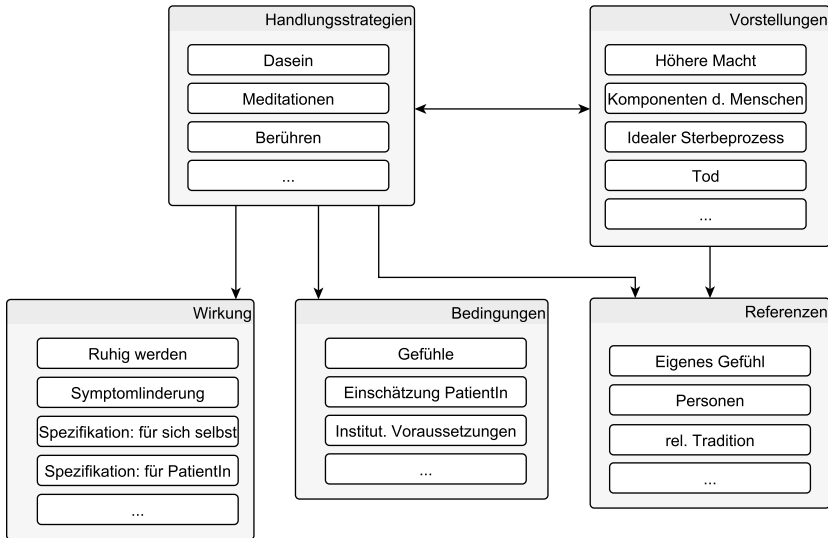 Handlungsstrategien
Dasein
Meditationen
Berühren
...
Vorstellungen
Höhere Macht
Komponenten d. Menschen
Idealer Sterbeprozess
Tod
...
Wirkung
Ruhig werden
Symptomlinderung
Spezifikation: für sich selbst
Spezifikation: für PatientIn
...
Bedingungen
Gefühle
Einschätzung PatientIn
Institut. Voraussetzungen
...
Referenzen
Eigenes Gefühl
Personen
rel. Tradition
...